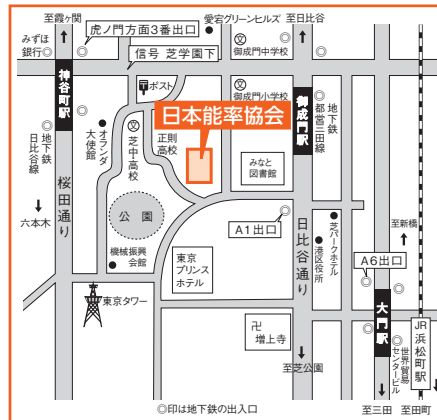 至霞ヶ関
虎ノ門方面3番出口
愛宕グリーンヒルズ
至日比谷
みずほ
銀行
信号 芝学園下
御成門中学校
神谷町駅
ポスト
御成門小学校
日本能率協会
御成門駅
地下鉄
都営三田線
地下鉄
日比谷線
オランダ
大使館
芝中高校
正則
高校
みなと
図書館
桜田通り
六本木
公園
A1出口
日比谷通り
芝パークホテル
港区役所
至新橋
機械振興
会館
東京
プリンス
ホテル
A6出口
東京タワー
大門駅
卍
増上寺
世界貿易
センタービル
JR
浜松町駅
至芝公園
至三田
至田町
◎印は地下鉄の出入口